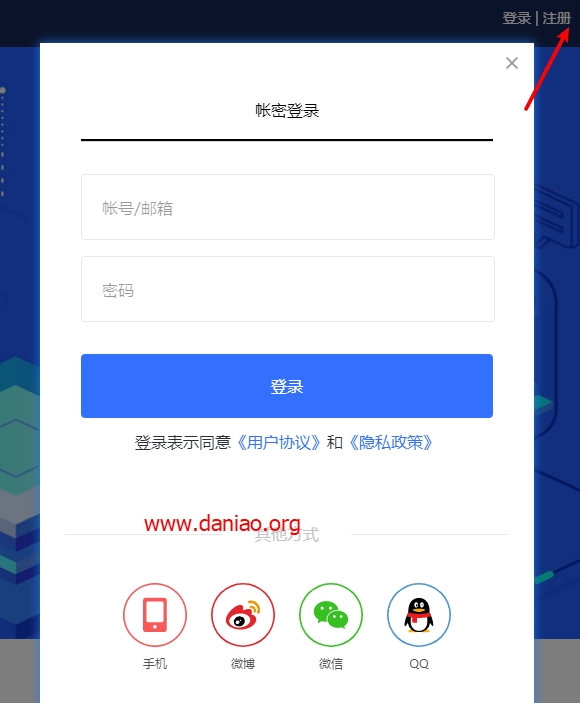 登录 | 注册
帐密登录
帐号/邮箱
密码
登录
登录表示同意《用户协议》和《隐私政策》
www.daniao.org
其他方式
手机 微博 微信 QQ